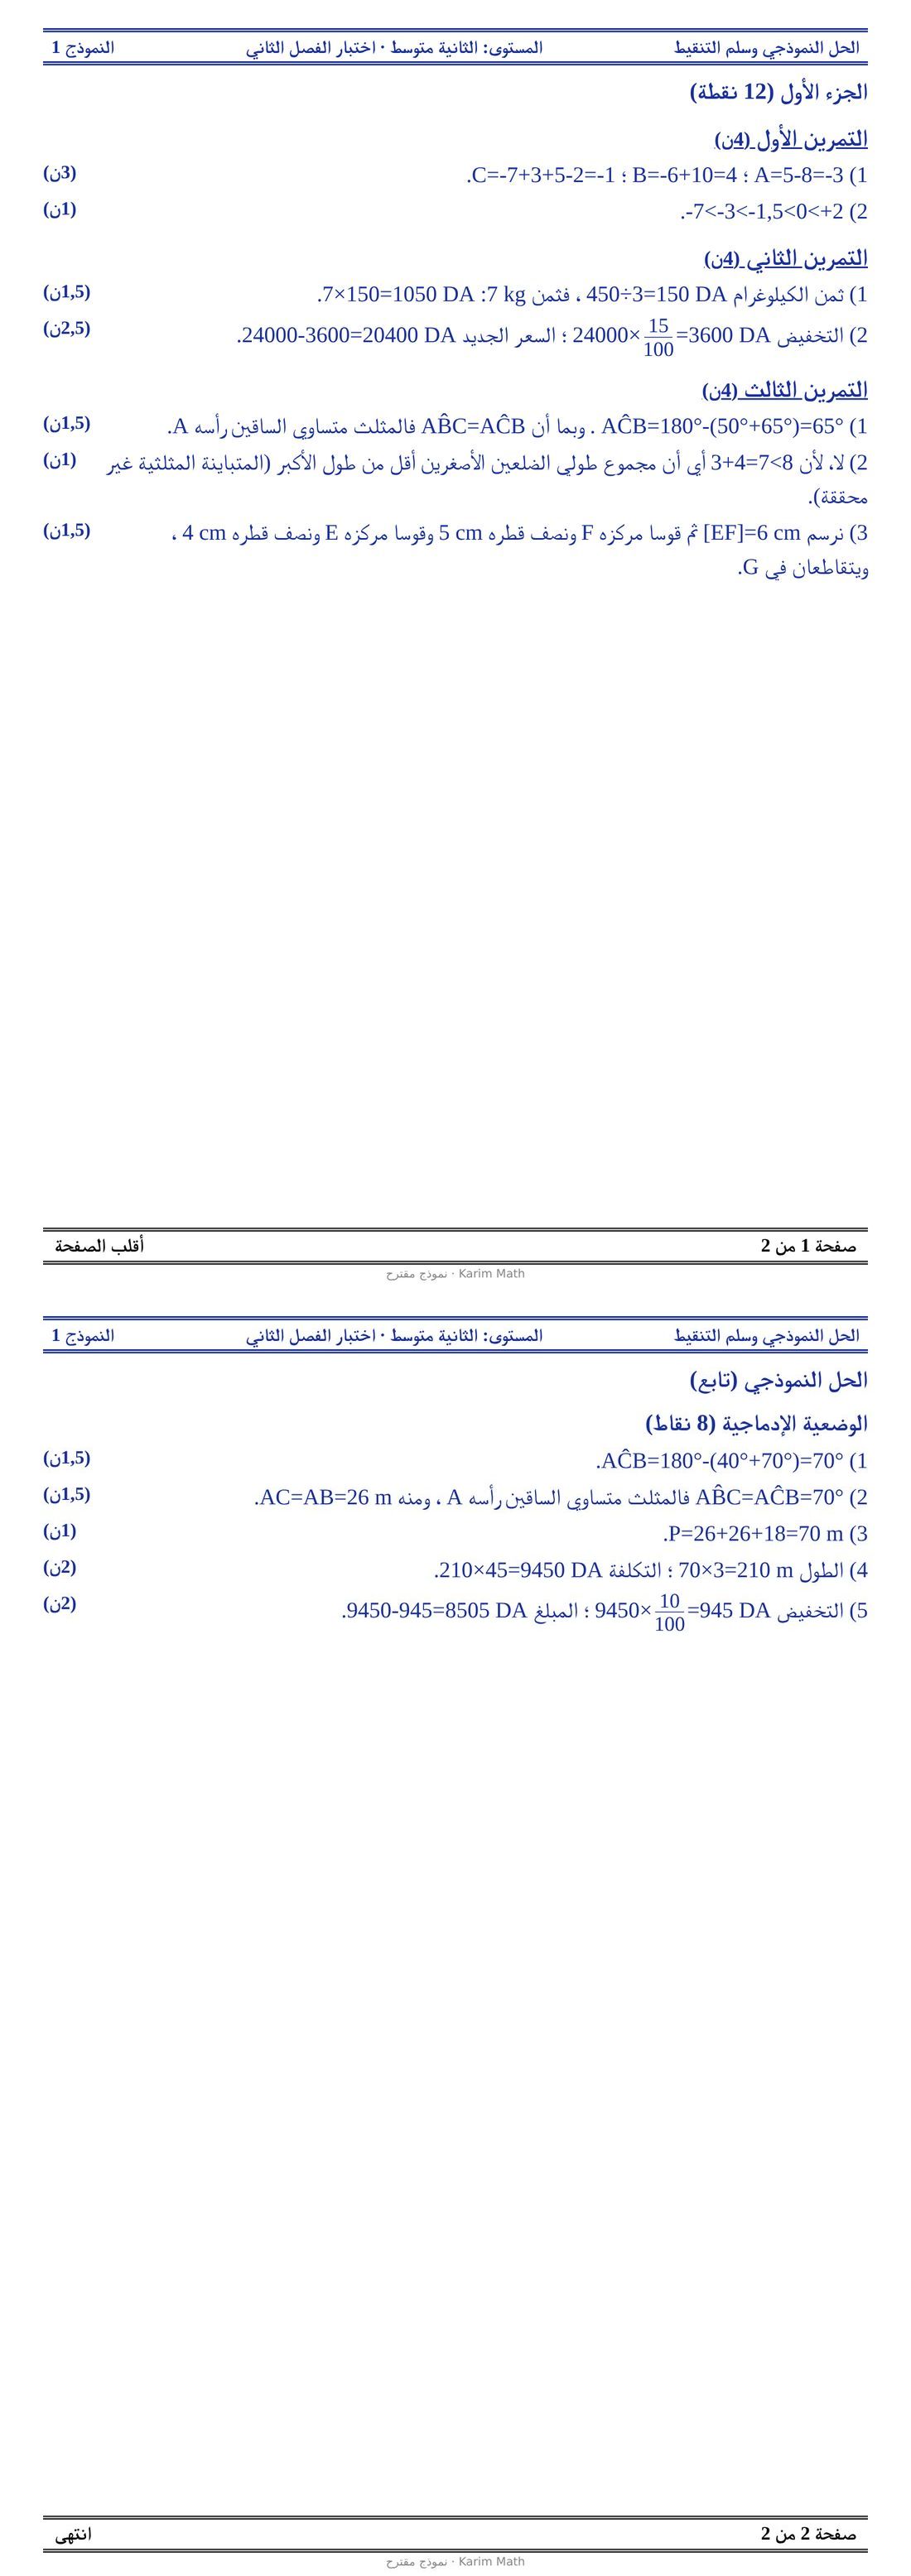 الحل النموذجي وسلم التنقيط المستوى: الثانية متوسط · اختبار الفصل الثاني النموذج 1
الجزء الأول (12 نقطة)
التمرين الأول (4ن)
1) A=5-8=-3 ؛ B=-6+10=4 ؛ C=-7+3+5-2=-1. (3ن)
2) -7<-3<-1,5<0<+2. (1ن)
التمرين الثاني (4ن)
1) ثمن الكيلوغرام 450÷3=150 DA ، فثمن 7 kg: 7×150=1050 DA. (1,5ن)
2) التخفيض 24000×15/100=3600 DA ؛ السعر الجديد 24000-3600=20400 DA. (2,5ن)
التمرين الثالث (4ن)
1) AĈB=180°-(50°+65°)=65° . وبما أن AB̂C=AĈB فالمثلث متساوي الساقين رأسه A. (1,5ن)
2) لا، لأن 3+4=7<8 أي أن مجموع طولي الضلعين الأصغرين أقل من طول الأكبر (المتباينة المثلثية غير (1ن)
محققة).
3) نرسم [EF]=6 cm ثم قوسا مركزه F ونصف قطره 5 cm وقوسا مركزه E ونصف قطره 4 cm ، (1,5ن)
ويتقاطعان في G.
صفحة 1 من 2 أقلب الصفحة
Karim Math · نموذج مقترح
الحل النموذجي وسلم التنقيط المستوى: الثانية متوسط · اختبار الفصل الثاني النموذج 1
الحل النموذجي (تابع)
الوضعية الإدماجية (8 نقاط)
1) AĈB=180°-(40°+70°)=70°. (1,5ن)
2) AB̂C=AĈB=70° فالمثلث متساوي الساقين رأسه A ، ومنه AC=AB=26 m. (1,5ن)
3) P=26+26+18=70 m. (1ن)
4) الطول 70×3=210 m ؛ التكلفة 210×45=9450 DA. (2ن)
5) التخفيض 9450×10/100=945 DA ؛ المبلغ 9450-945=8505 DA. (2ن)
صفحة 2 من 2 انتهى
Karim Math · نموذج مقترح